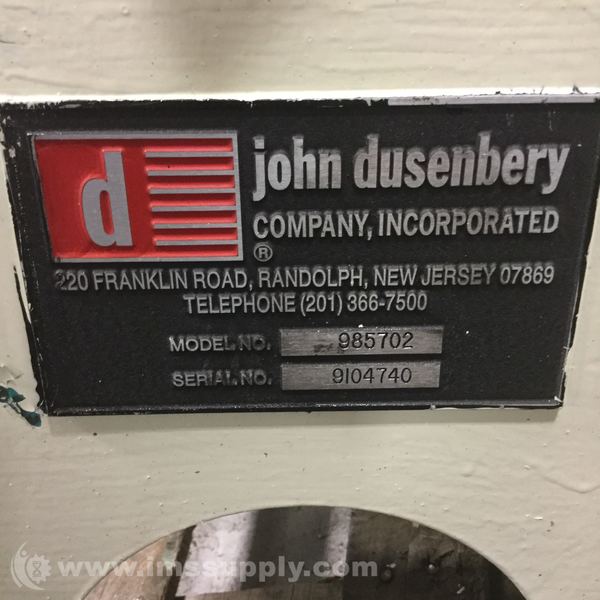 d
john dusenbery
COMPANY, INCORPORATED
®
220 FRANKLIN ROAD, RANDOLPH, NEW JERSEY 07869
TELEPHONE (201) 366-7500
MODEL NO. 985702
SERIAL NO. 9104740
www.imssupply.com